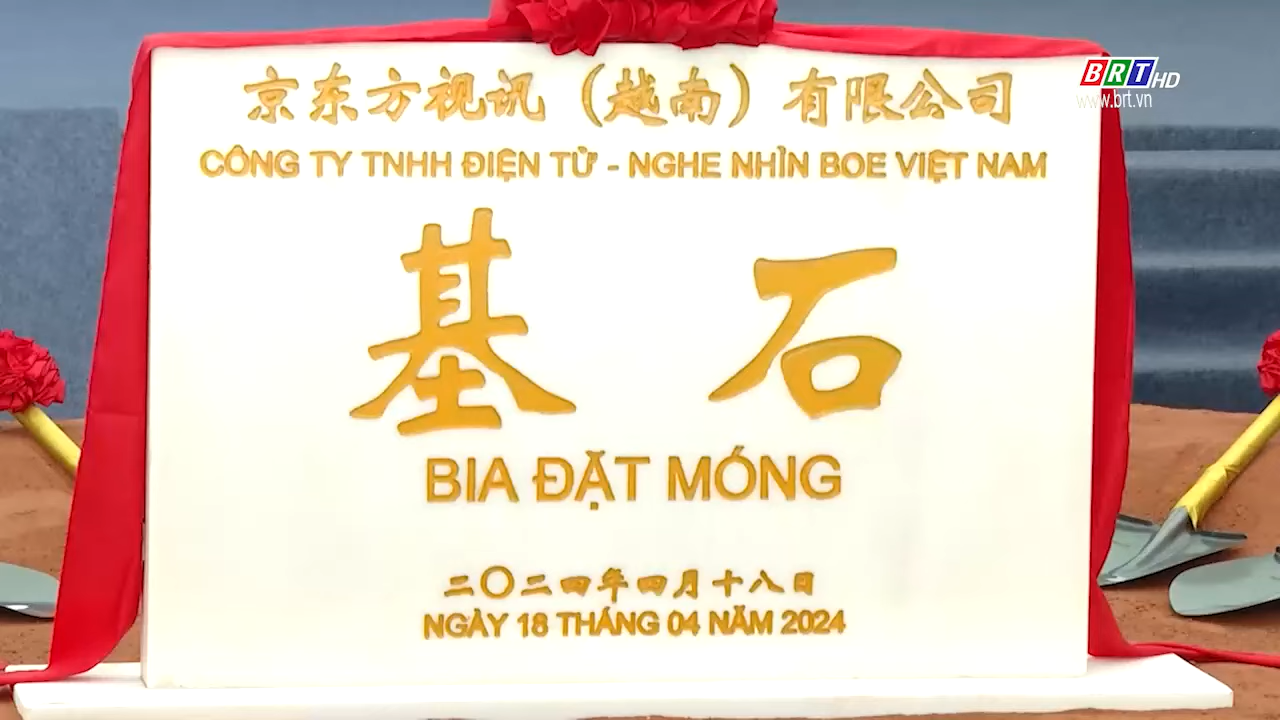 京东方视讯（越南）有限公司
CÔNG TY TNHH ĐIỆN TỬ - NGHE NHÌN BOE VIỆT NAM
基 石
BIA ĐẶT MÓNG
二〇二四年四月十八日
NGÀY 18 THÁNG 04 NĂM 2024
BRT HD
www.brt.vn